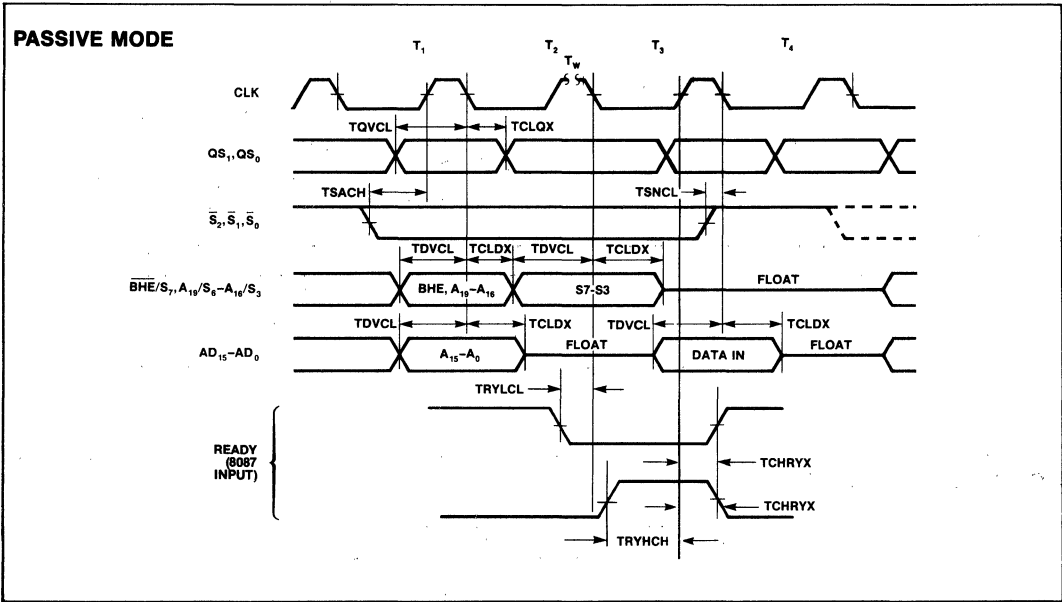 PASSIVE MODE
T1 T2 TW T3 T4
CLK
TQVCL TCLQX
QS1, QS0
TSACH TSNCL
S̅2, S̅1, S̅0
TDVCL TCLDX TDVCL TCLDX
B̅H̅E̅/S7, A19/S6–A16/S3 BHE, A19–A16 S7-S3 FLOAT
TDVCL TCLDX TDVCL TCLDX
AD15–AD0 A15–A0 FLOAT DATA IN FLOAT
TRYLCL
READY
(8087
INPUT)
TCHRYX
TCHRYX
TRYHCH